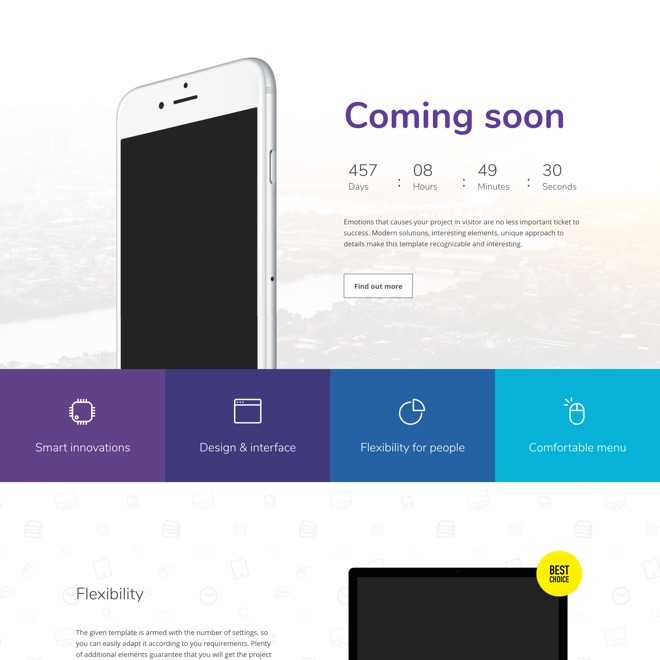 Coming soon
457 : 08 : 49 : 30
Days Hours Minutes Seconds
Emotions that causes your project in visitor are no less important ticket to
success. Modern solutions, interesting elements, unique approach to
details make this template recognizable and interesting.
Find out more
Smart innovations
Design & interface
Flexibility for people
Comfortable menu
BEST
CHOICE
Flexibility
The given template is armed with the number of settings, so
you can easily adapt it according to you requirements. Plenty
of additional elements guarantee that you will get the project